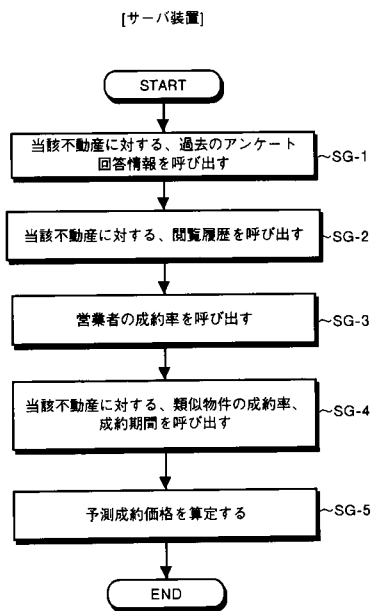 [サーバ装置]
START
当該不動産に対する、過去のアンケート
回答情報を呼び出す
~SG-1
当該不動産に対する、閲覧履歴を呼び出す
~SG-2
営業者の成約率を呼び出す
~SG-3
当該不動産に対する、類似物件の成約率、
成約期間を呼び出す
~SG-4
予測成約価格を算定する
~SG-5
END